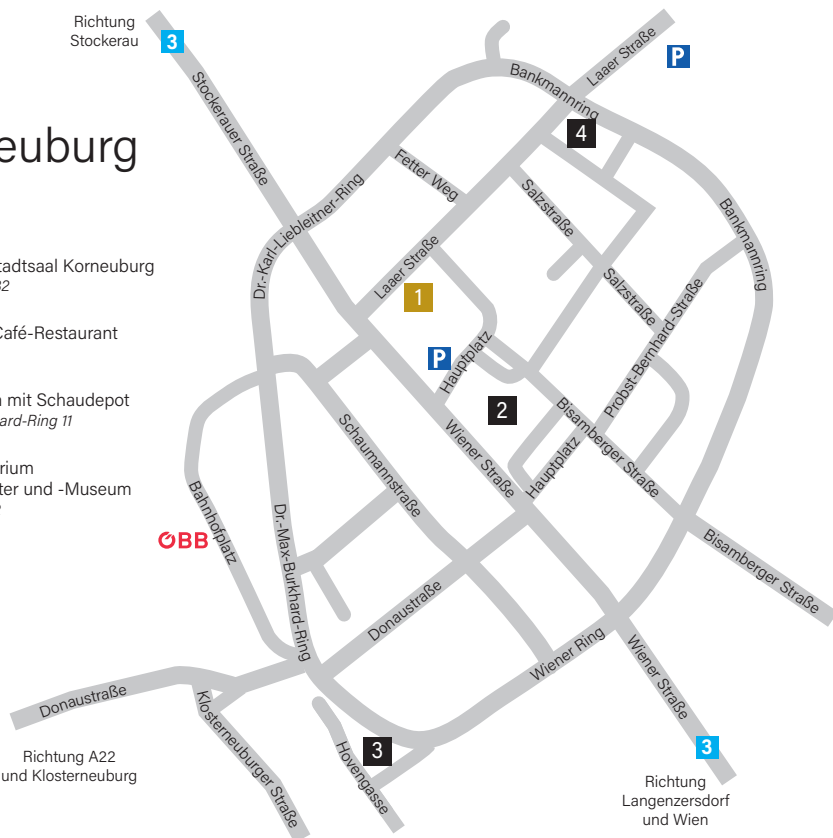 Richtung
Stockerau
3
Stockerauer Straße
Laaer Straße
P
Bankmannring
4
euburg
Fetter Weg
Salzstraße
Dr.-Karl-Liebleitner-Ring
Bankmannring
Laaer Straße
adtsaal Korneuburg
32
1
Salzstraße
Probst-Bernhard-Straße
Café-Restaurant
P
Hauptplatz
mit Schaudepot
ard-Ring 11
2
Schaumannstraße
Wiener Straße
Hauptplatz
Bisamberger Straße
rium
ter und -Museum
Bahnhofplatz
ÖBB
Dr.-Max-Burkhard-Ring
Bisamberger Straße
Donaustraße
Wiener Ring
Wiener Straße
Donaustraße
Klosterneuburger Straße
Hovengasse
3
3
Richtung A22
und Klosterneuburg
Richtung
Langenzersdorf
und Wien